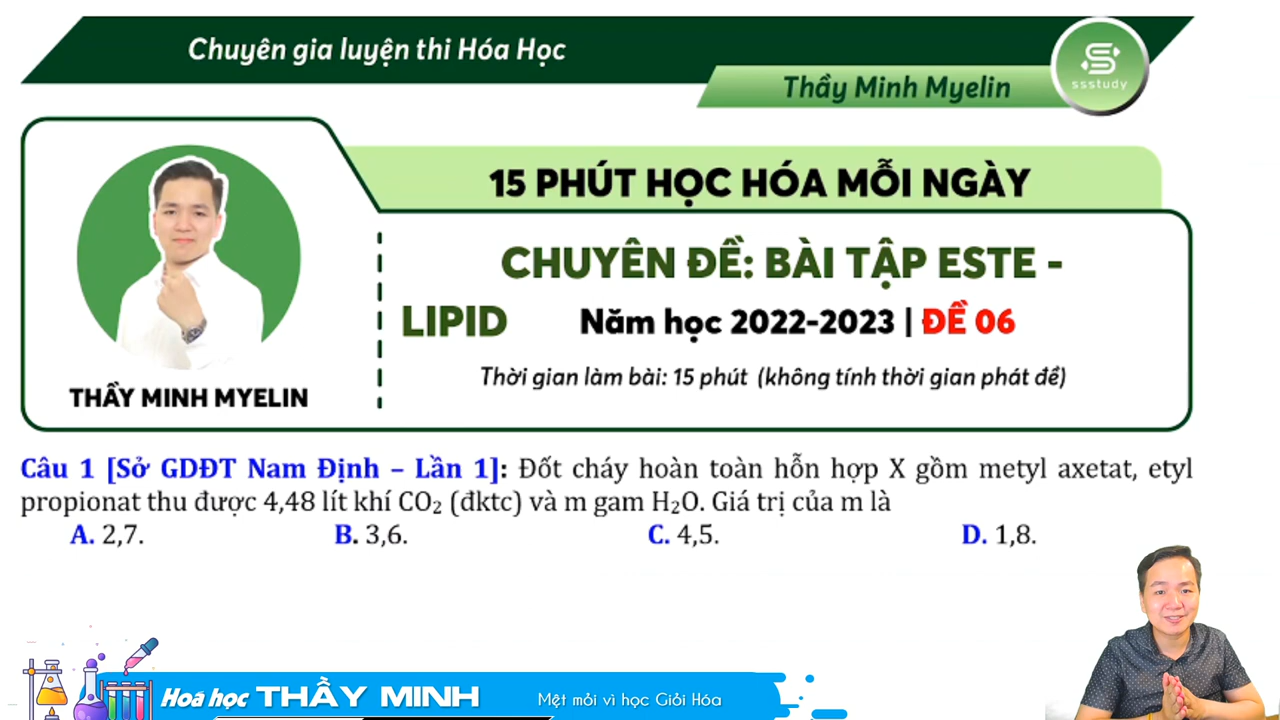 Chuyên gia luyện thi Hóa Học
Thầy Minh Myelin
ssstudy
15 PHÚT HỌC HÓA MỖI NGÀY
CHUYÊN ĐỀ: BÀI TẬP ESTE -
LIPID Năm học 2022-2023 | ĐỀ 06
Thời gian làm bài: 15 phút (không tính thời gian phát đề)
THẦY MINH MYELIN
Câu 1 [Sở GDĐT Nam Định – Lần 1]: Đốt cháy hoàn toàn hỗn hợp X gồm metyl axetat, etyl
propionat thu được 4,48 lít khí CO₂ (đktc) và m gam H₂O. Giá trị của m là
A. 2,7. B. 3,6. C. 4,5. D. 1,8.
Hoá học THẦY MINH Mệt mỏi vì học Giỏi Hóa